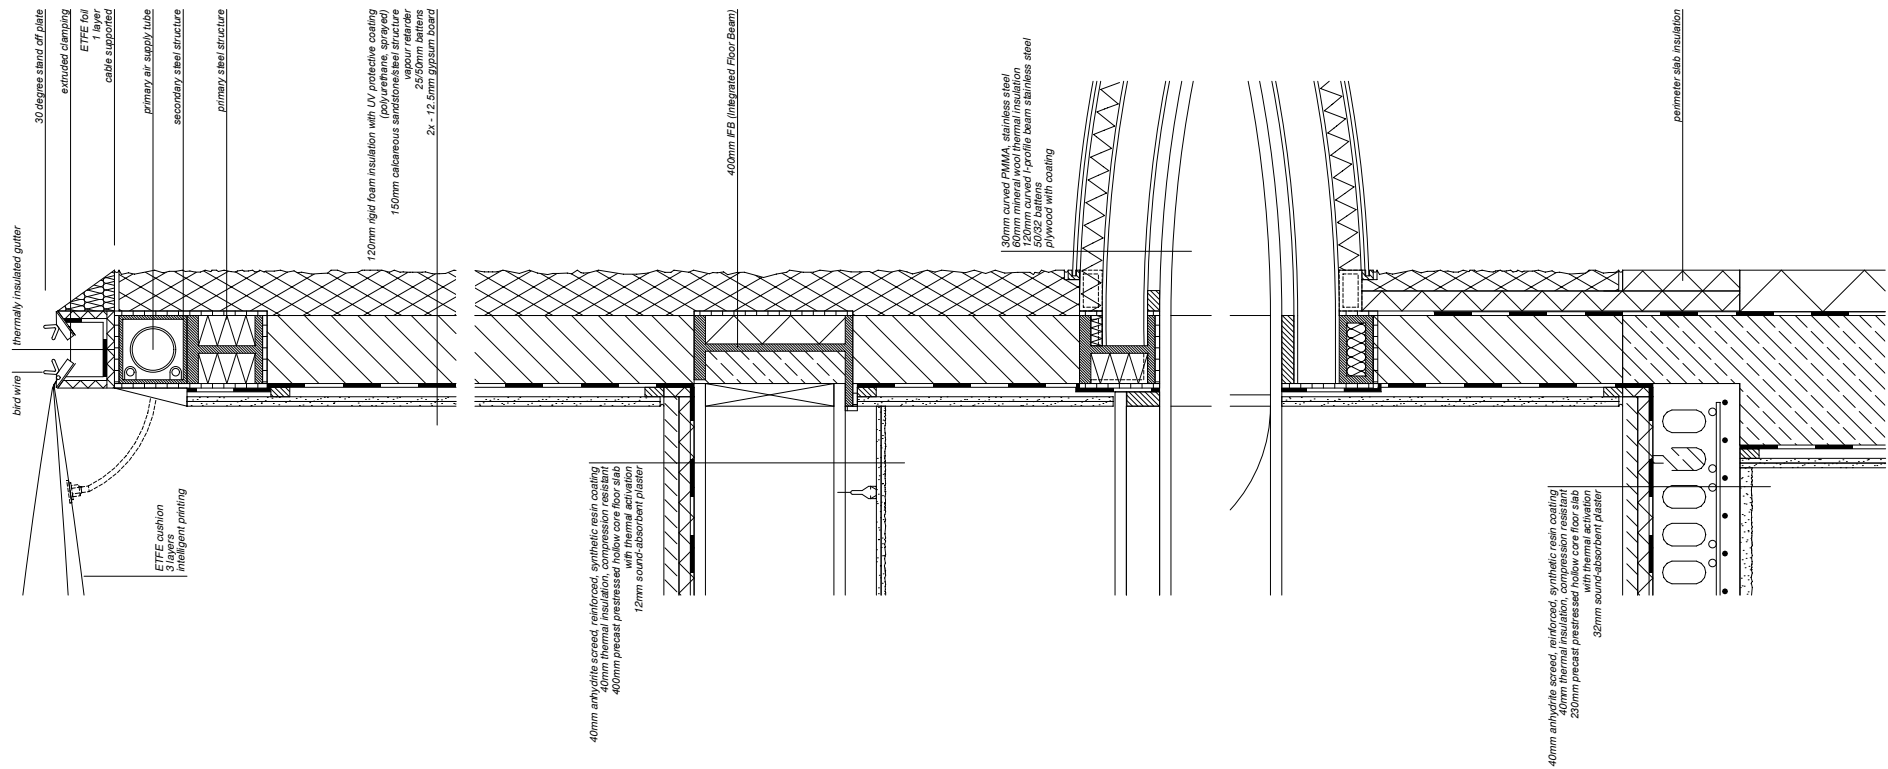 30 degree stand off plate
extruded clamping
ETFE foil
1 layer
cable supported
primary air supply tube
secondary steel structure
primary steel structure
120mm rigid foam insulation with UV protective coating
(polyurethane, sprayed)
150mm calcareous sandstone/steel structure
vapour retarder
25/50mm battens
2x - 12.5mm gypsum board
400mm IFB (Integrated Floor Beam)
30mm curved PMMA, stainless steel
60mm mineral wool thermal insulation
120mm curved I-profile beam stainless steel
50/32 battens
plywood with coating
perimeter slab insulation
thermally insulated gutter
bird wire
ETFE cushion
3 layers
intelligent printing
40mm anhydrite screed, reinforced, synthetic resin coating
40mm thermal insulation, compression resistant
400mm precast prestressed hollow core floor slab
with thermal activation
12mm sound-absorbent plaster
40mm anhydrite screed, reinforced, synthetic resin coating
40mm thermal insulation, compression resistant
230mm precast prestressed hollow core floor slab
with thermal activation
32mm sound-absorbent plaster